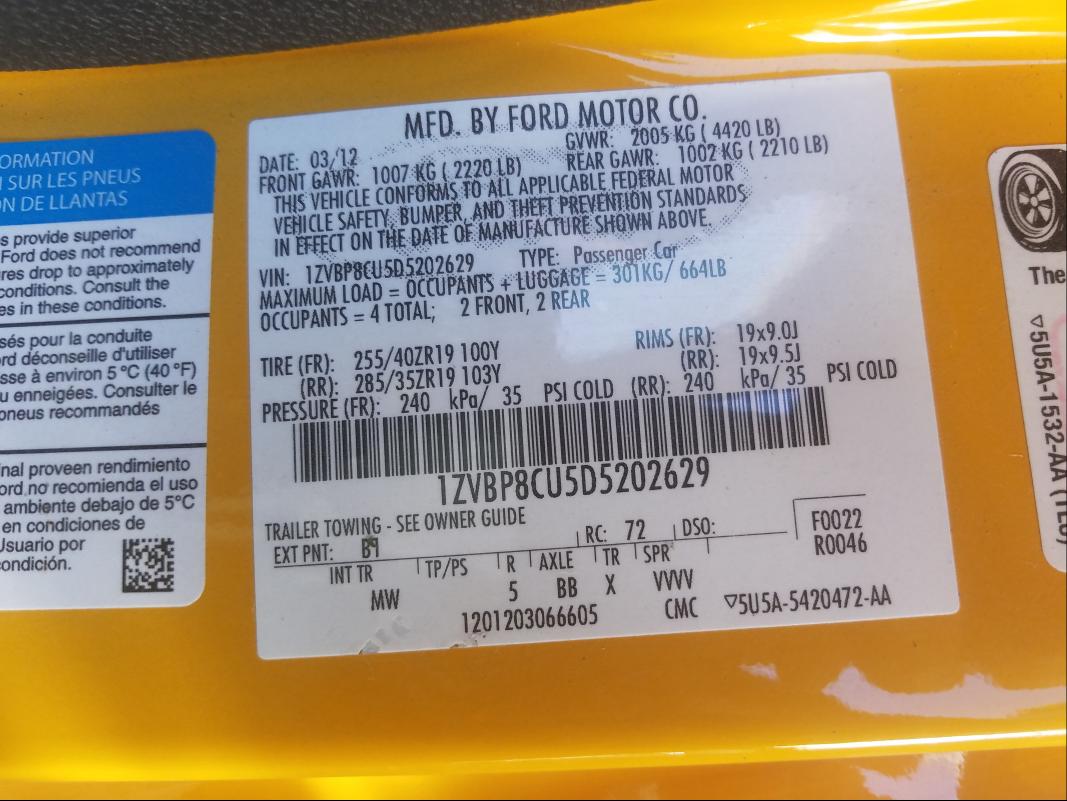 ORMATION
SUR LES PNEUS
N DE LLANTAS
s provide superior
Ford does not recommend
res drop to approximately
conditions. Consult the
es in these conditions.
sés pour la conduite
rd déconseille d'utiliser
sse à environ 5 °C (40 °F)
u enneigées. Consulter le
oneus recommandés
nal proveen rendimiento
ord no recomienda el uso
ambiente debajo de 5°C
en condiciones de
Usuario por
condición.
MFD. BY FORD MOTOR CO.
DATE: 03/12 GVWR: 2005 KG ( 4420 LB)
FRONT GAWR: 1007 KG ( 2220 LB) REAR GAWR: 1002 KG ( 2210 LB)
THIS VEHICLE CONFORMS TO ALL APPLICABLE FEDERAL MOTOR
VEHICLE SAFETY, BUMPER, AND THEFT PREVENTION STANDARDS
IN EFFECT ON THE DATE OF MANUFACTURE SHOWN ABOVE.
VIN: 1ZVBP8CU5D5202629 TYPE: Passenger Car
MAXIMUM LOAD = OCCUPANTS + LUGGAGE = 301KG/ 664LB
OCCUPANTS = 4 TOTAL; 2 FRONT, 2 REAR
TIRE (FR): 255/40ZR19 100Y RIMS (FR): 19x9.0J
(RR): 285/35ZR19 103Y (RR): 19x9.5J
PRESSURE (FR): 240 kPa/ 35 PSI COLD (RR): 240 kPa/ 35 PSI COLD
1ZVBP8CU5D5202629
TRAILER TOWING - SEE OWNER GUIDE
EXT PNT: RC: 72 DSO: F0022
R0046
INT TR TP/PS R AXLE TR SPR
MW 5 BB X VVVV
1201203066605 CMC ▽5U5A-5420472-AA
The
▽5U5A-1532-AA